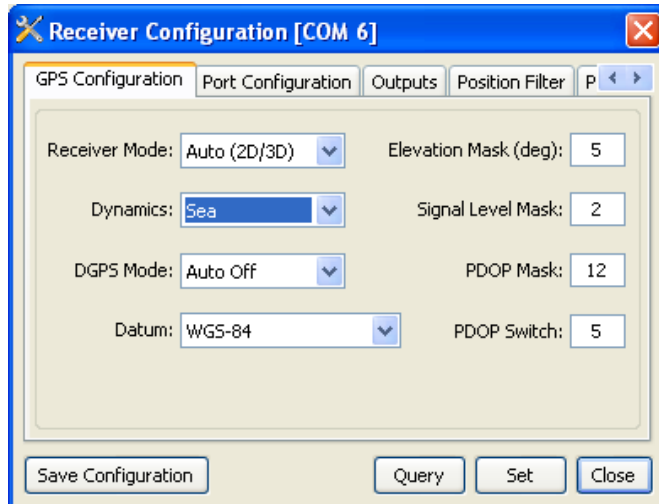 Receiver Configuration [COM 6]
GPS Configuration Port Configuration Outputs Position Filter P
Receiver Mode: Auto (2D/3D) Elevation Mask (deg): 5
Dynamics: Sea Signal Level Mask: 2
DGPS Mode: Auto Off PDOP Mask: 12
Datum: WGS-84 PDOP Switch: 5
Save Configuration Query Set Close